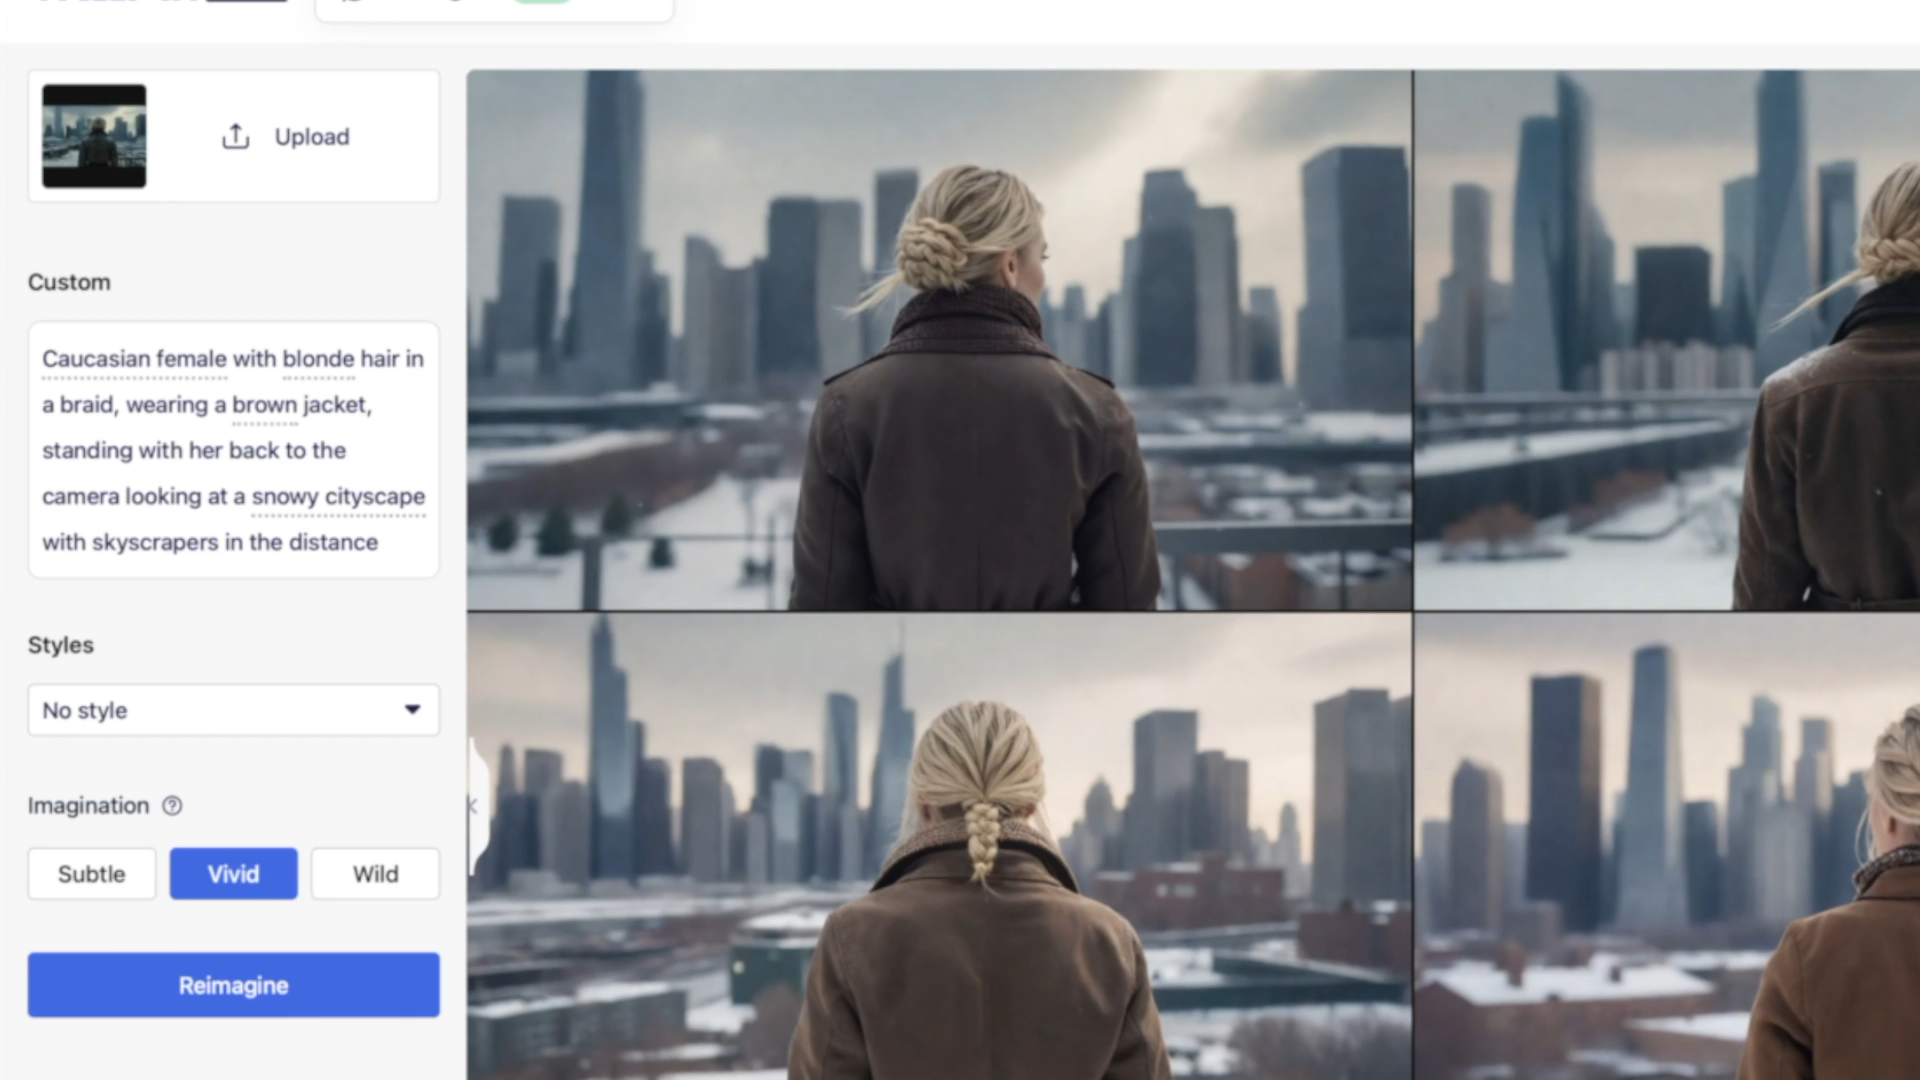 Upload
Custom
Caucasian female with blonde hair in
a braid, wearing a brown jacket,
standing with her back to the
camera looking at a snowy cityscape
with skyscrapers in the distance
Styles
No style
Imagination
Subtle
Vivid
Wild
Reimagine